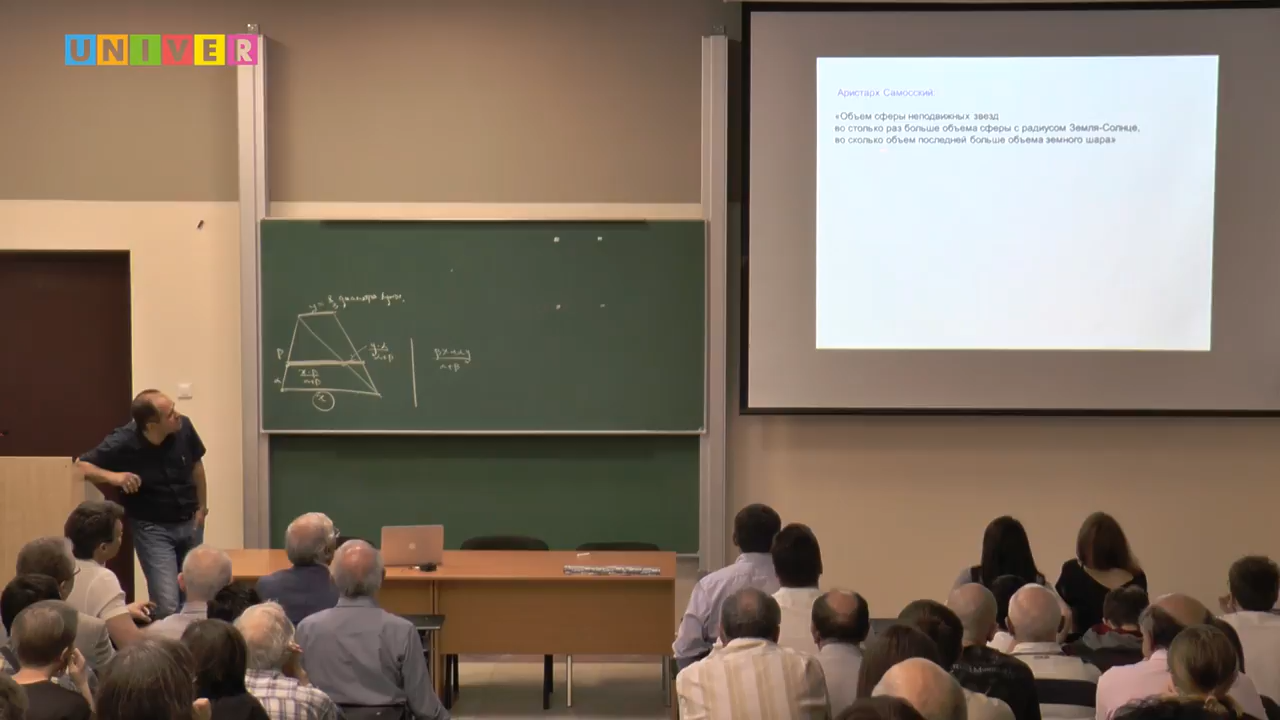 UNIVER
Аристарх Самосский:
«Объем сферы неподвижных звезд
во столько раз больше объема сферы с радиусом Земля-Солнце,
во сколько объем последней больше объема земного шара»